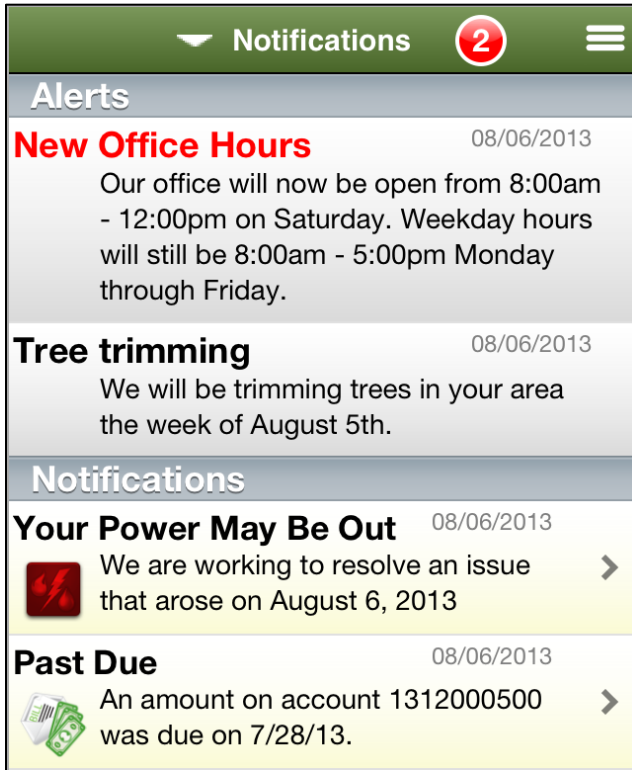 Notifications 2
Alerts
New Office Hours 08/06/2013
Our office will now be open from 8:00am
- 12:00pm on Saturday. Weekday hours
will still be 8:00am - 5:00pm Monday
through Friday.
Tree trimming 08/06/2013
We will be trimming trees in your area
the week of August 5th.
Notifications
Your Power May Be Out 08/06/2013
We are working to resolve an issue
that arose on August 6, 2013
Past Due 08/06/2013
BILL
An amount on account 1312000500
was due on 7/28/13.